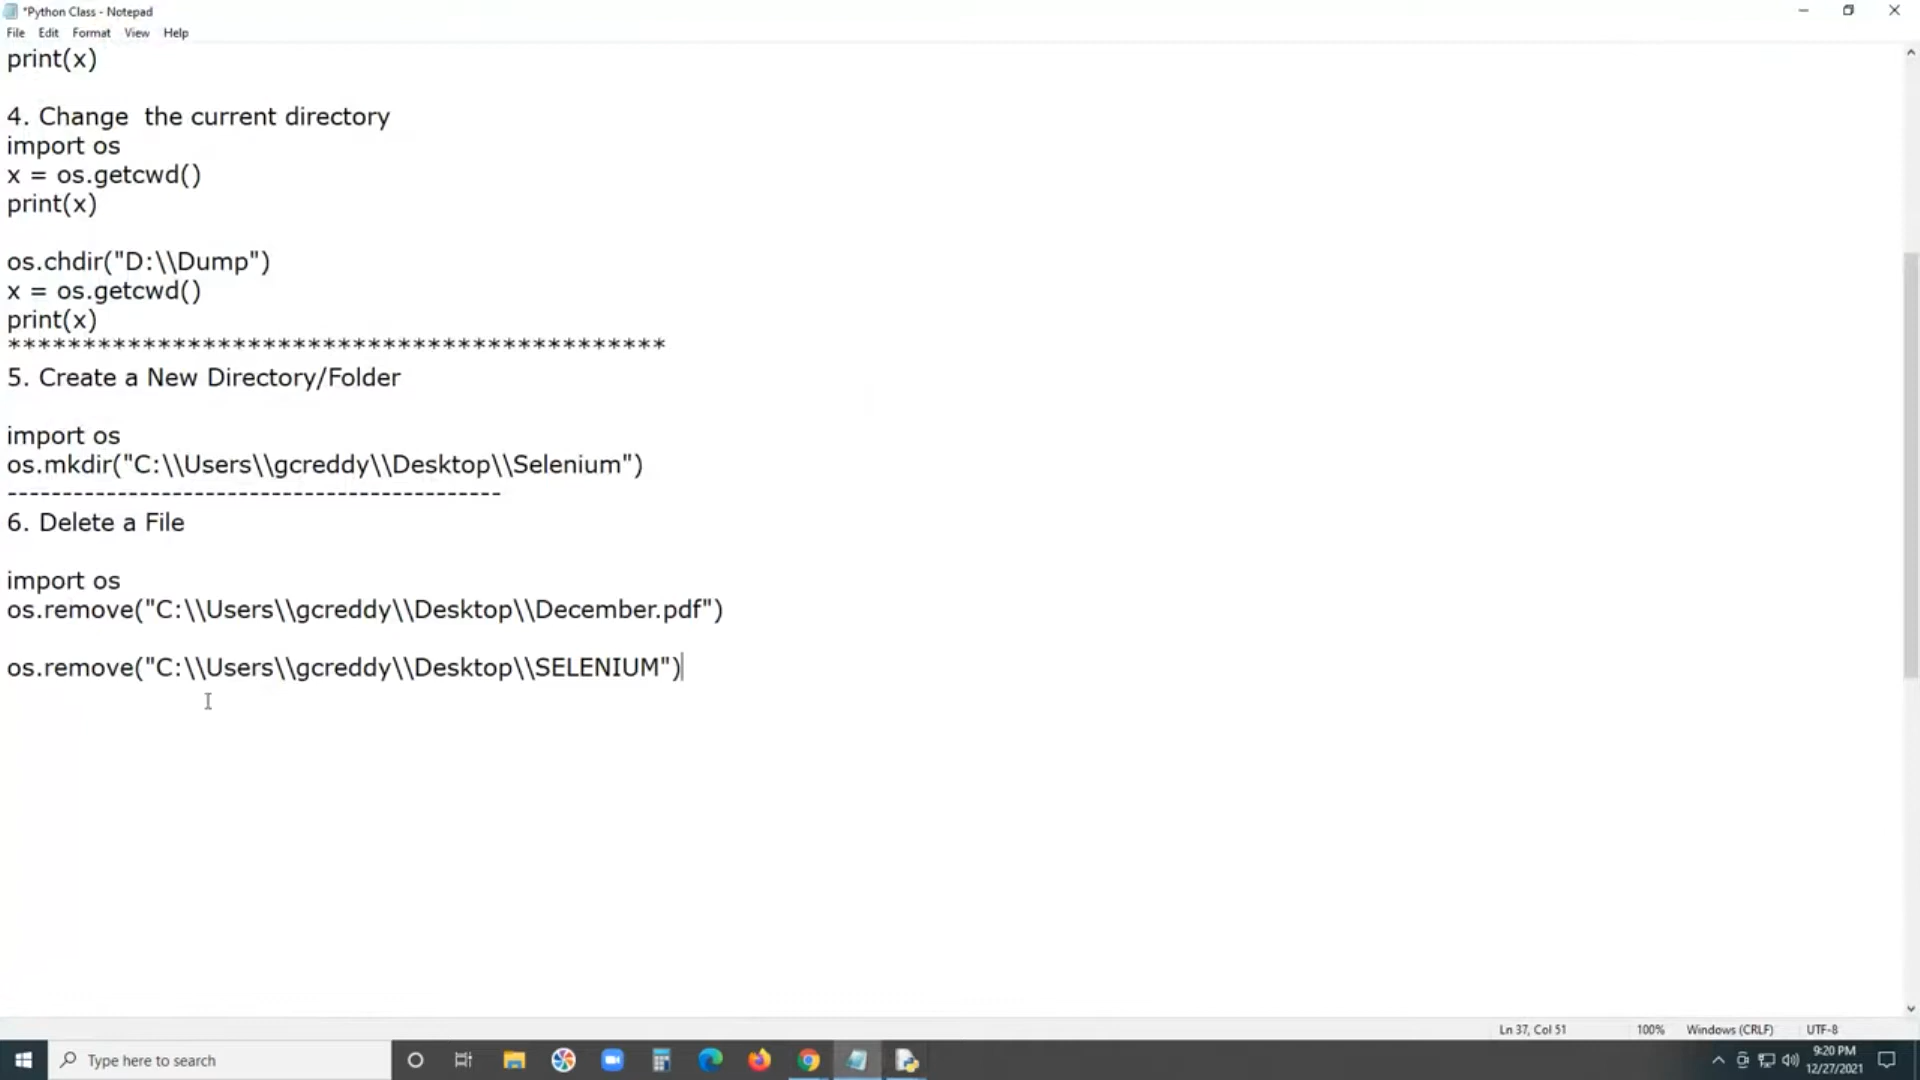 *Python Class - Notepad
File Edit Format View Help
print(x)
4. Change  the current directory
import os
x = os.getcwd()
print(x)
os.chdir("D:\\Dump")
x = os.getcwd()
print(x)
********************************************
5. Create a New Directory/Folder
import os
os.mkdir("C:\\Users\\gcreddy\\Desktop\\Selenium")
---------------------------------------------
6. Delete a File
import os
os.remove("C:\\Users\\gcreddy\\Desktop\\December.pdf")
os.remove("C:\\Users\\gcreddy\\Desktop\\SELENIUM")
Ln 37, Col 51 100% Windows (CRLF) UTF-8
Type here to search
9:20 PM
12/27/2021